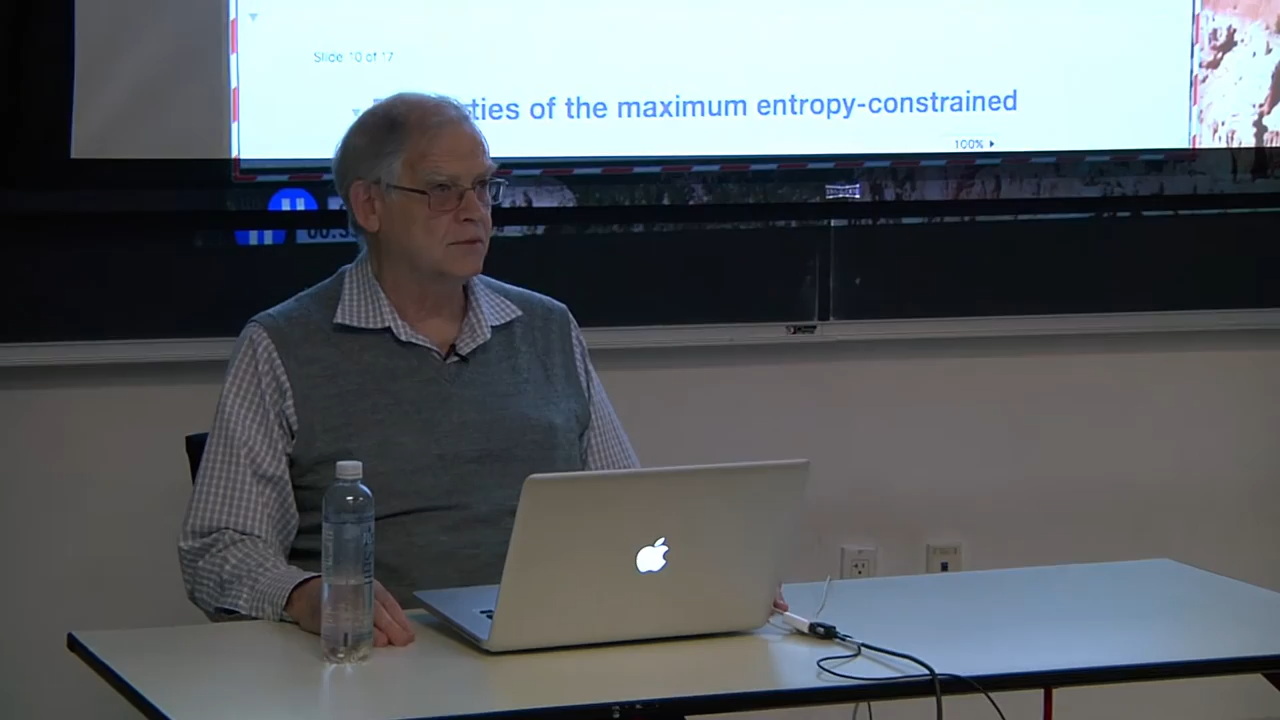 Slide 10 of 17
ties of the maximum entropy-constrained
100%